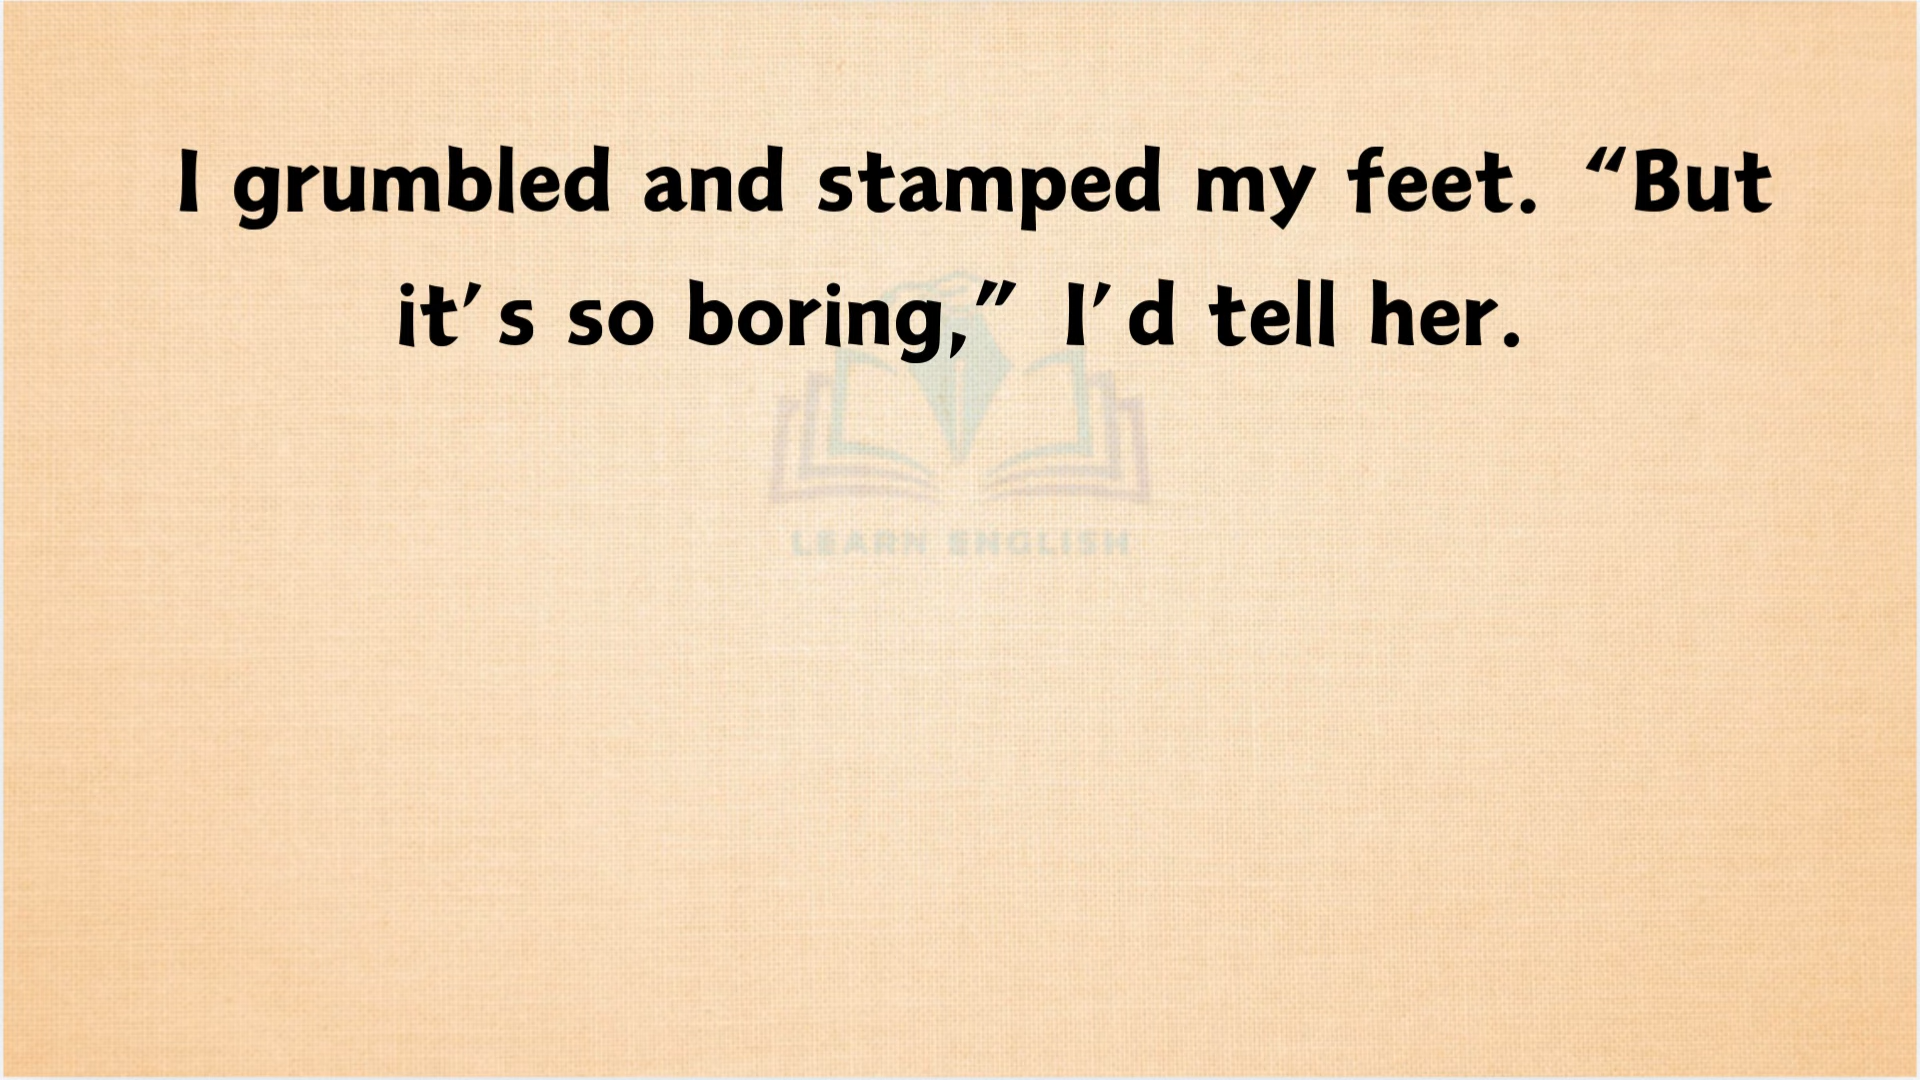 I grumbled and stamped my feet. “But
it’s so boring,” I’d tell her.
LEARN ENGLISH